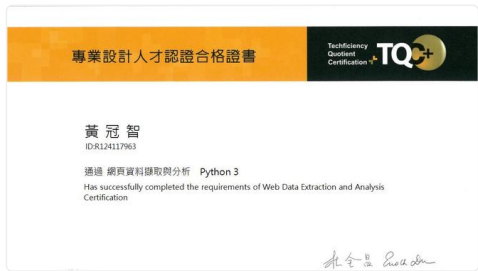 專業設計人才認證合格證書
Techficiency
Quotient
Certification
TQC+
黃冠智
ID:R124117963
通過 網頁資料擷取與分析 Python 3
Has successfully completed the requirements of Web Data Extraction and Analysis
Certification